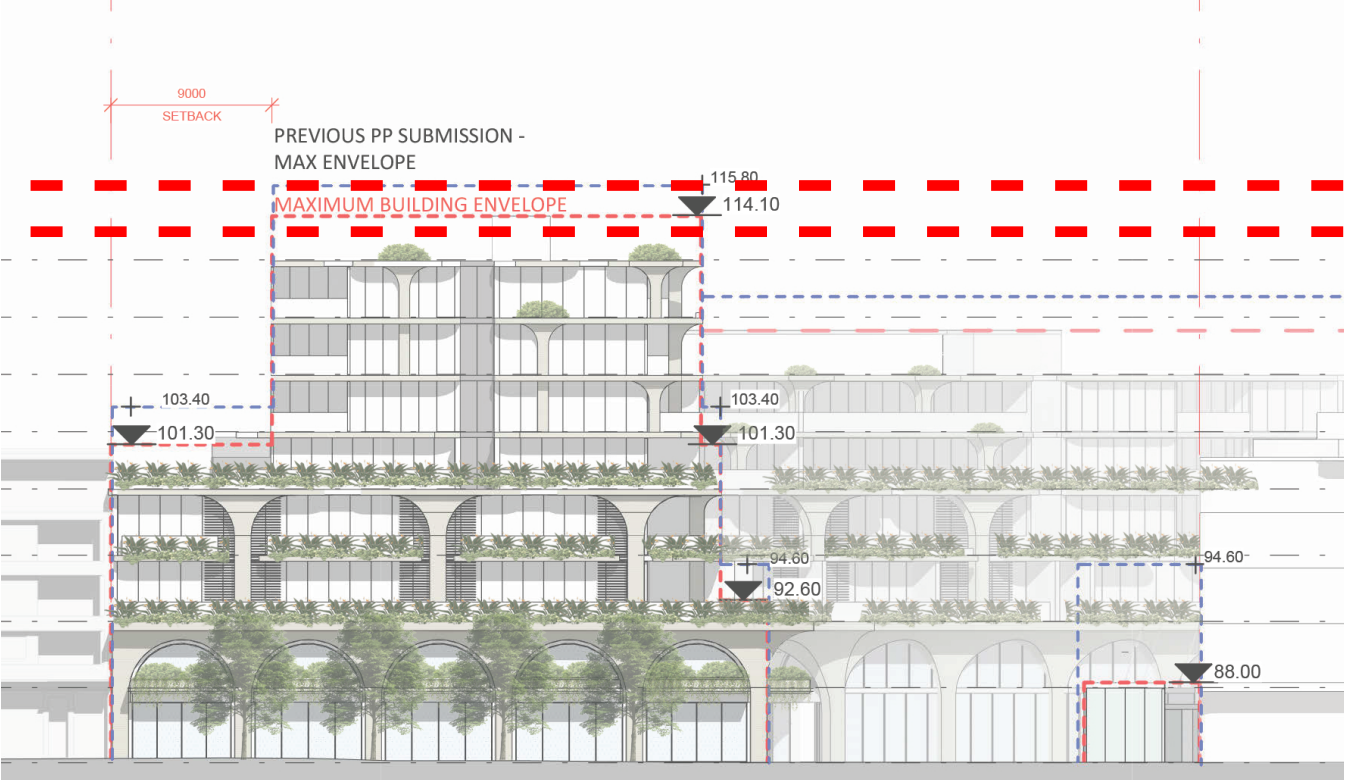 9000
SETBACK
PREVIOUS PP SUBMISSION -
MAX ENVELOPE
115.80
MAXIMUM BUILDING ENVELOPE
114.10
103.40
103.40
101.30
101.30
94.60
94.60
92.60
88.00